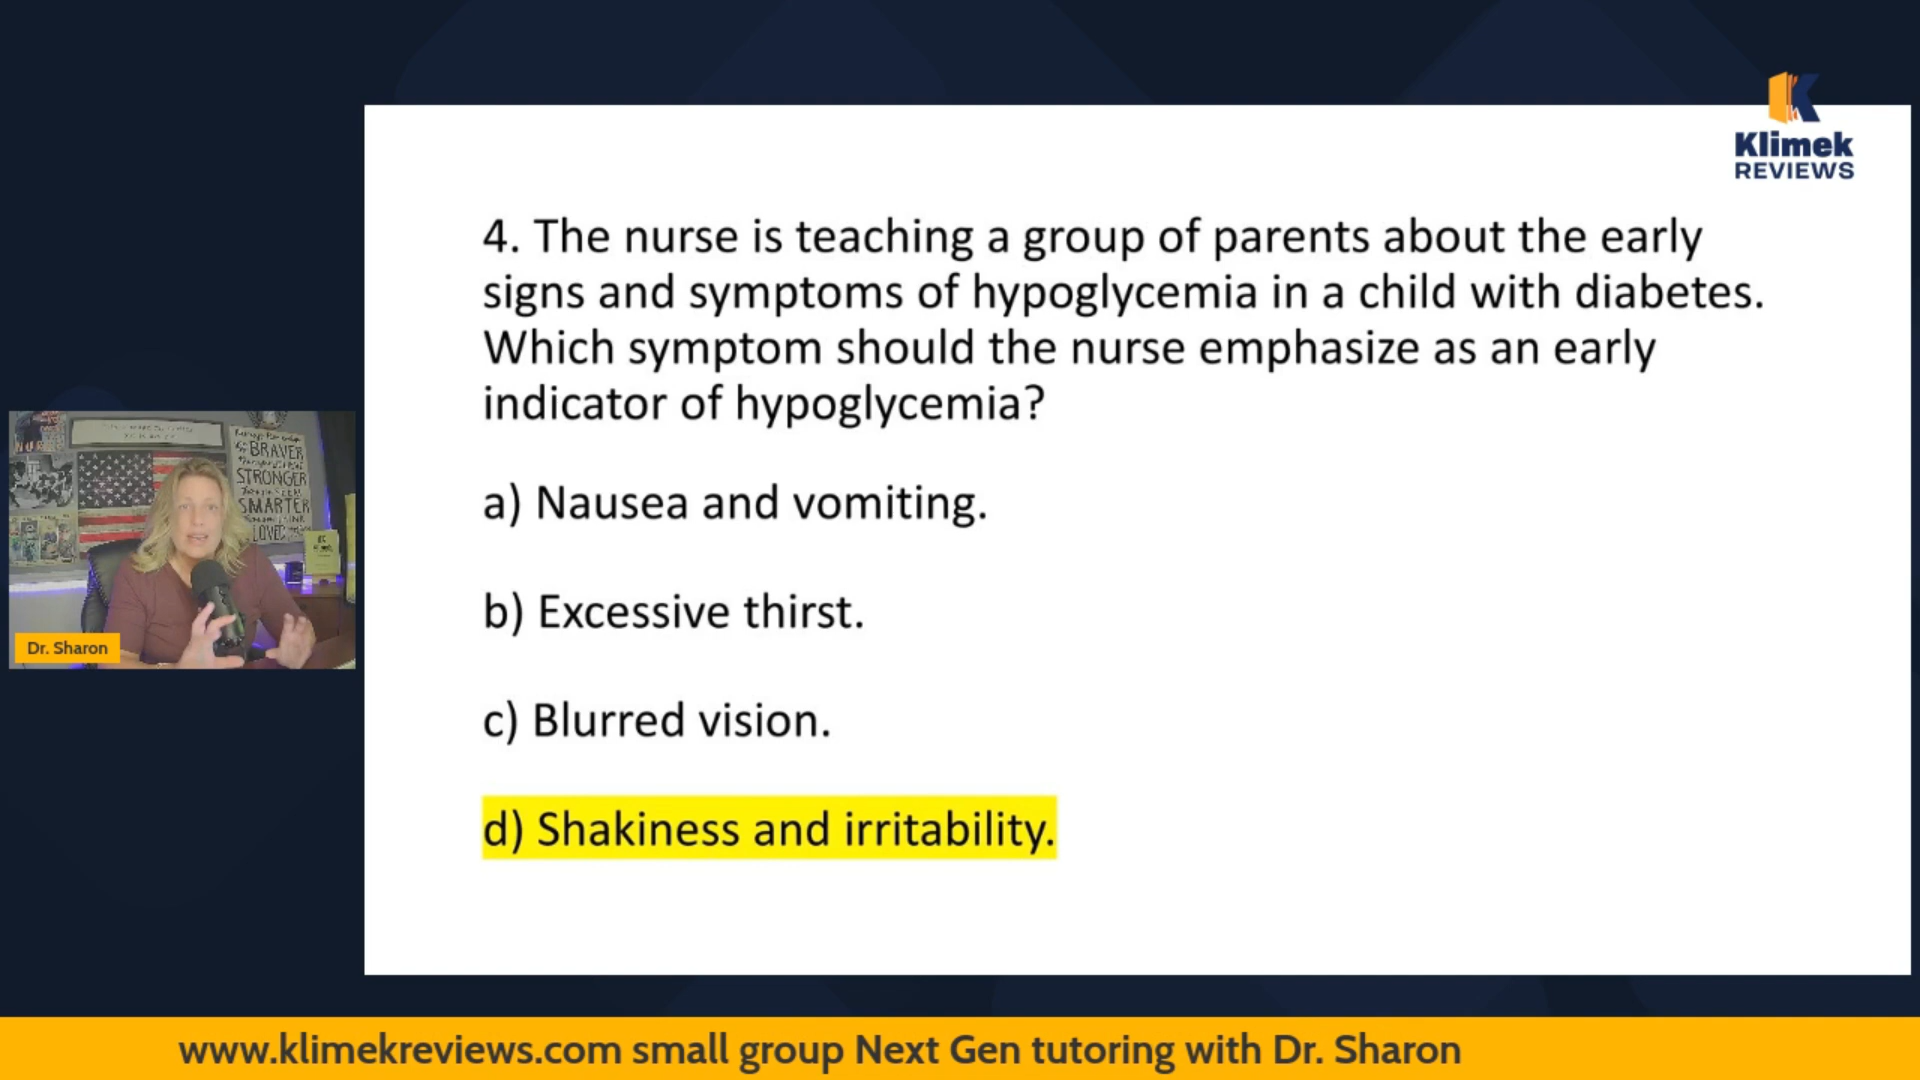 Klimek
REVIEWS
4. The nurse is teaching a group of parents about the early
signs and symptoms of hypoglycemia in a child with diabetes.
Which symptom should the nurse emphasize as an early
indicator of hypoglycemia?
a) Nausea and vomiting.
b) Excessive thirst.
c) Blurred vision.
d) Shakiness and irritability.
BRAVER
STRONGER
SMARTER
LOVED
Dr. Sharon
www.klimekreviews.com small group Next Gen tutoring with Dr. Sharon